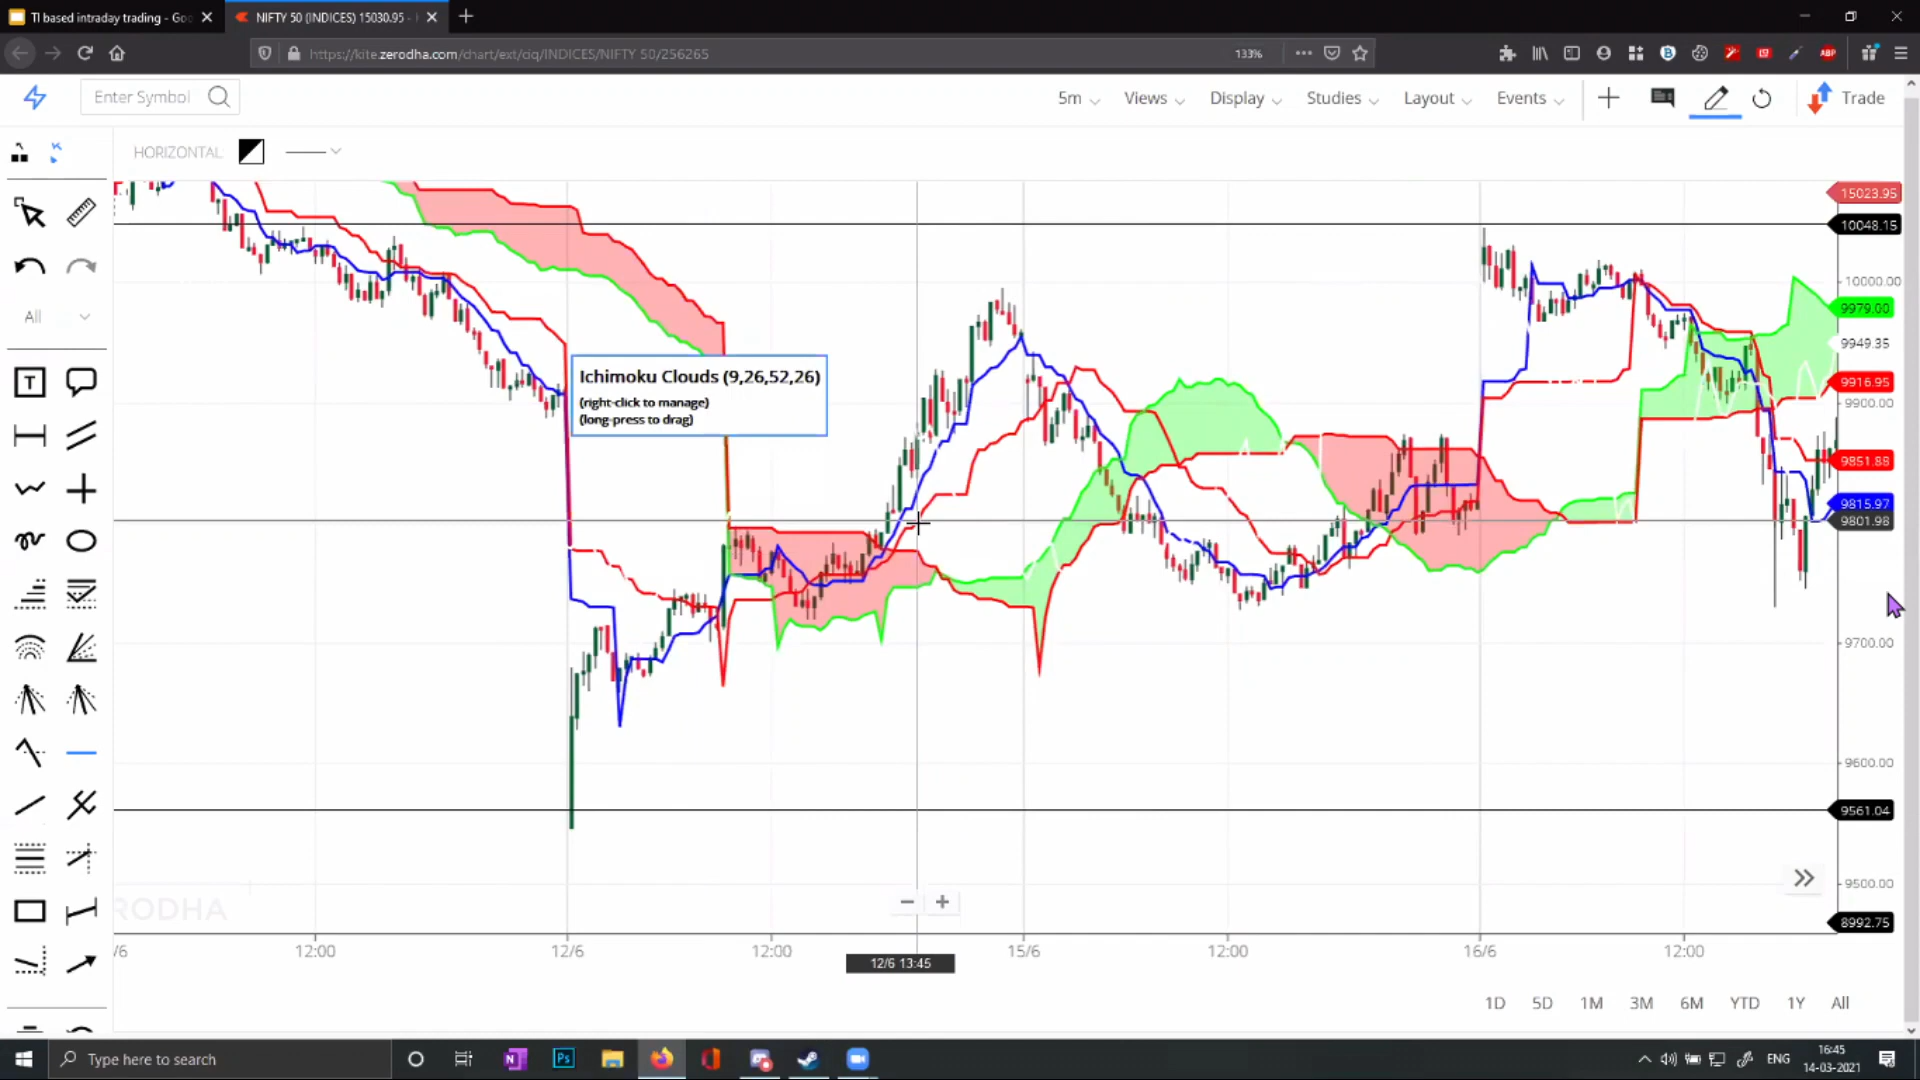 TI based intraday trading - Goo
NIFTY 50 (INDICES) 15030.95 -
https://kite.zerodha.com/chart/ext/ciq/INDICES/NIFTY 50/256265
133%
ABP
Enter Symbol
5m
Views
Display
Studies
Layout
Events
Trade
HORIZONTAL
All
T
Ichimoku Clouds (9,26,52,26)
(right-click to manage)
(long-press to drag)
15023.95
10048.15
10000.00
9979.00
9949.35
9916.95
9900.00
9851.88
9815.97
9801.98
9700.00
9600.00
9561.04
9500.00
8992.75
RODHA
/6
12:00
12/6
12:00
12/6 13:45
15/6
12:00
16/6
12:00
1D
5D
1M
3M
6M
YTD
1Y
All
Type here to search
N
Ps
ENG
16:45
14-03-2021